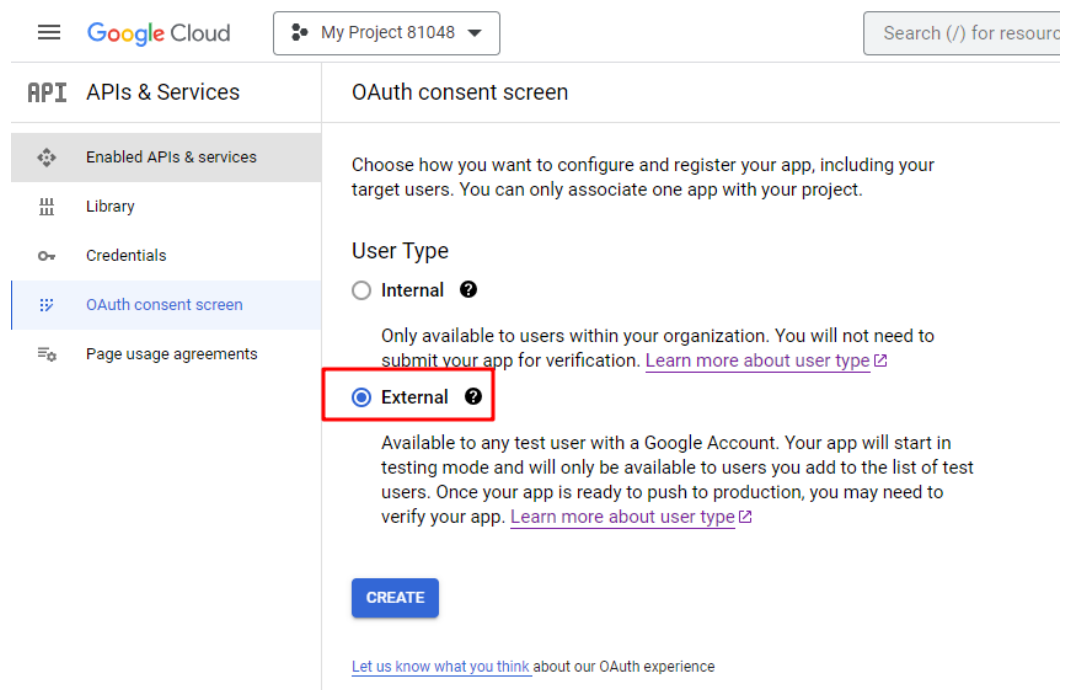 Google Cloud
My Project 81048
Search (/) for resourc
API APIs & Services
OAuth consent screen
Enabled APIs & services
Library
Credentials
OAuth consent screen
Page usage agreements
Choose how you want to configure and register your app, including your
target users. You can only associate one app with your project.
User Type
Internal
Only available to users within your organization. You will not need to
submit your app for verification. Learn more about user type
External
Available to any test user with a Google Account. Your app will start in
testing mode and will only be available to users you add to the list of test
users. Once your app is ready to push to production, you may need to
verify your app. Learn more about user type
CREATE
Let us know what you think about our OAuth experience